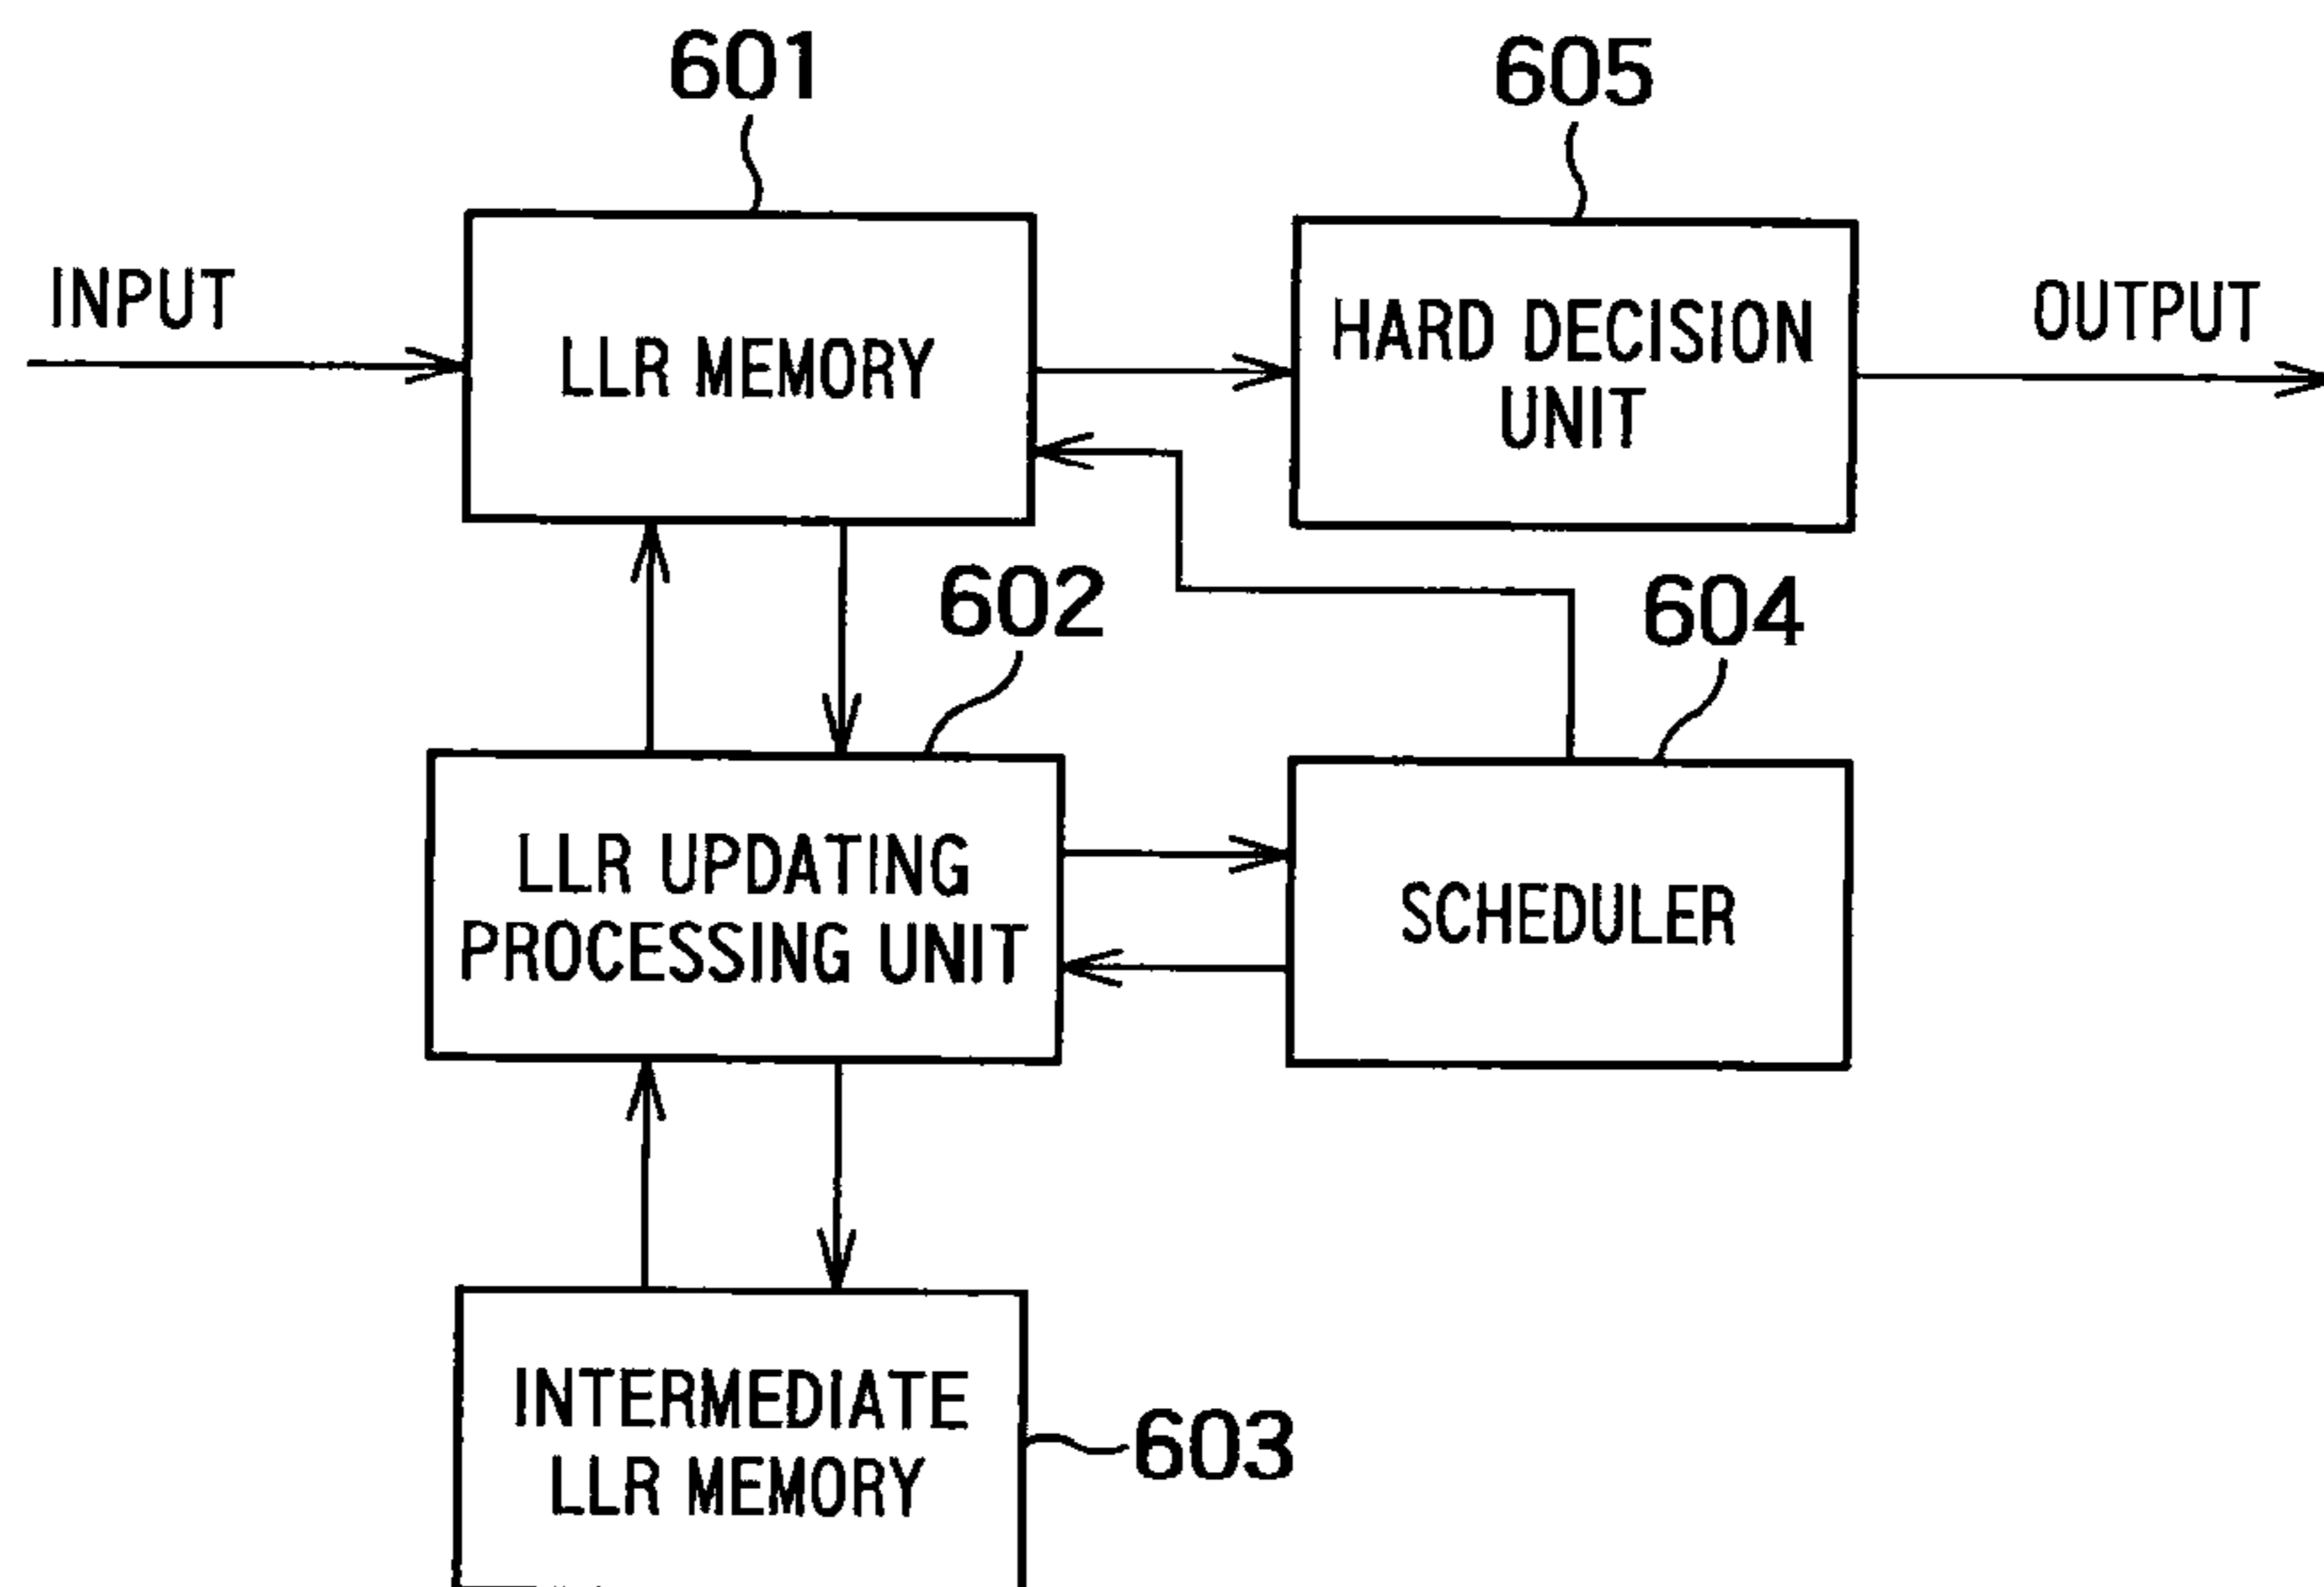 601
605
INPUT
LLR MEMORY
HARD DECISION
UNIT
OUTPUT
602
604
LLR UPDATING
PROCESSING UNIT
SCHEDULER
INTERMEDIATE
LLR MEMORY
603